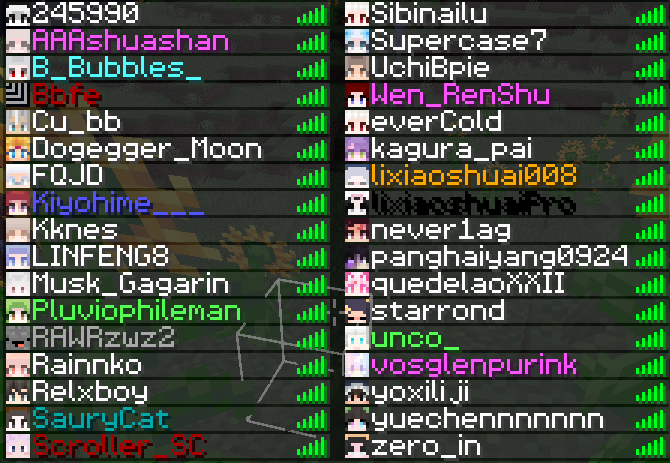 245990
AAAshuashan
B_Bubbles_
Bbfe
Cu_bb
Dogegger_Moon
FQJD
Kiyohime___
Kknes
LINFENG8
Musk_Gagarin
Pluviophileman
RAWRzwz2
Rainnko
Relxboy
SauryCat
Scroller_SC
Sibinailu
Supercase7
UchiBpie
Wen_RenShu
everCold
kagura_pai
lixiaoshuai008
never1ag
panghaiyang0924
quedelaoXXII
starrond
unco_
vosglenpurink
yoxiliji
yuechennnnnnn
zero_in